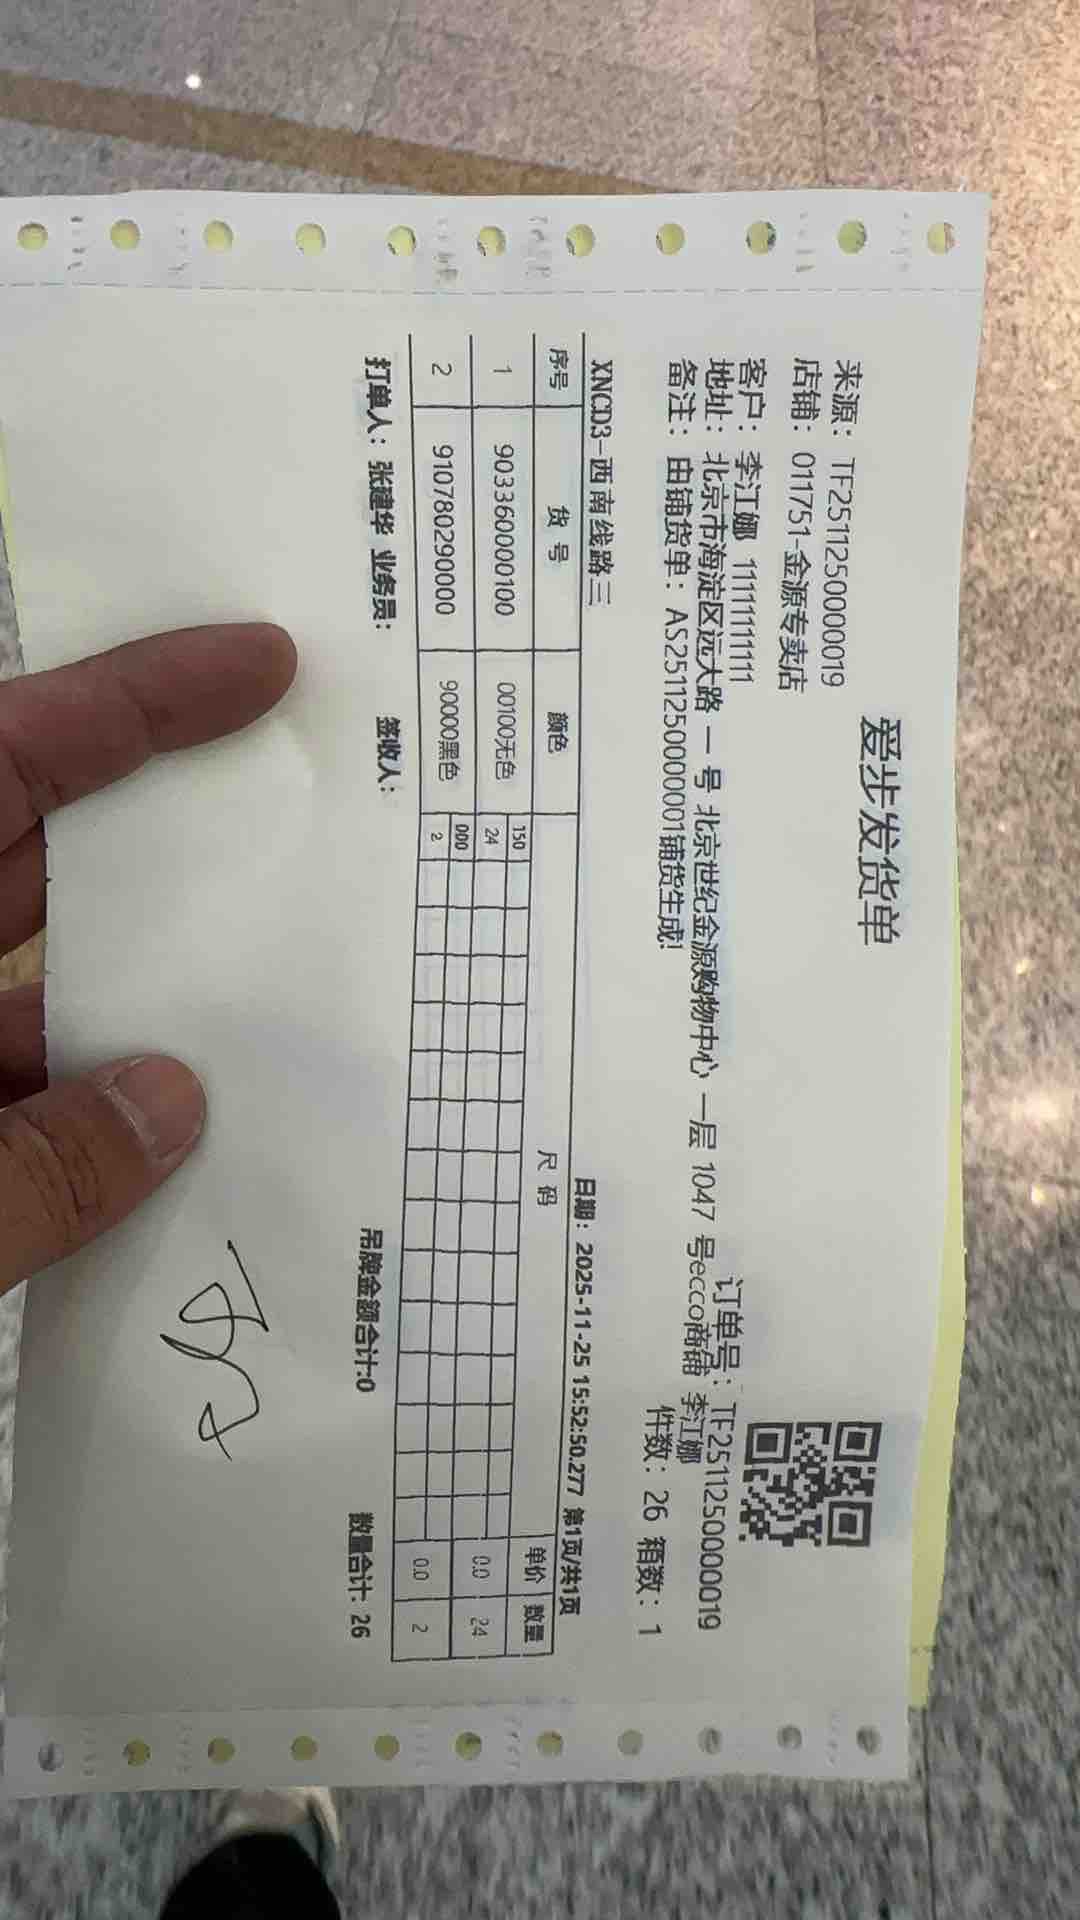 爱步发货单
来源：TF251125000019
店铺：011751-金源专卖店
订单号：TF251125000019
客户：李江娜 11111111111
地址：北京市海淀区远大路一号 北京世纪金源购物中心 一层 1047 号ecco商铺 李江娜
备注：由铺货单：AS251125000001铺货生成!
件数：26 箱数：1
XNCD3-西南线路三
日期：2025-11-25 15:52:50.277 第1页/共1页
序号 货号 颜色 尺码 单价 数量
150
1 903360000100 00100无色 24 0.0 24
000
2 910780290000 90000黑色 2 0.0 2
打单人：张建华 业务员： 签收人： 吊牌金额合计:0 数量合计: 26